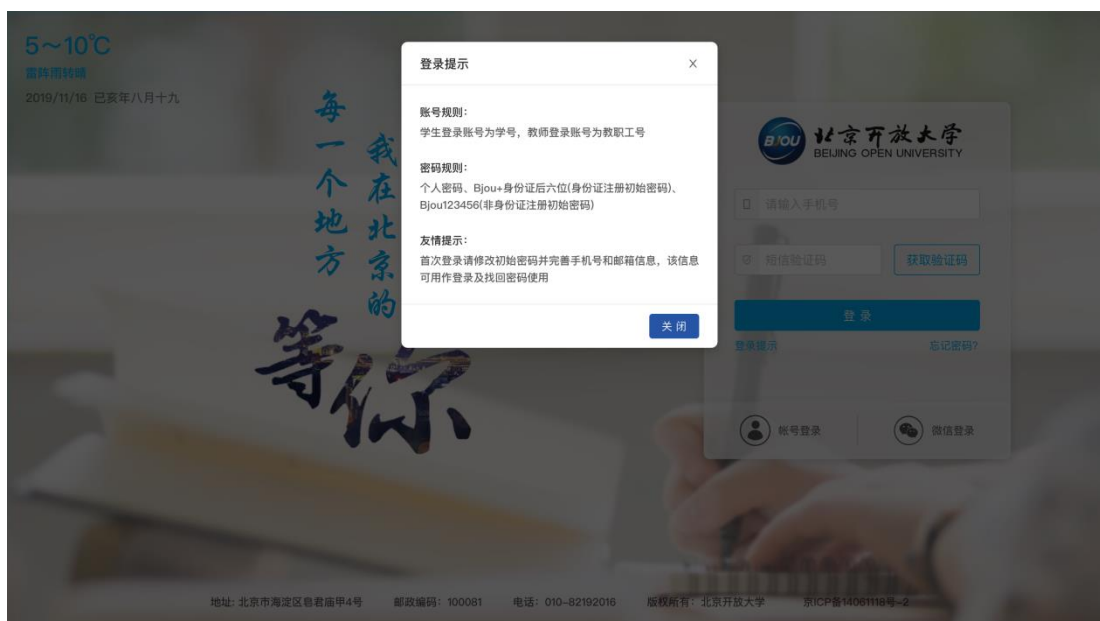 5～10℃
雷阵雨转晴
2019/11/16 己亥年八月十九
每一个地方
我在北京的
等你
登录提示
账号规则：
学生登录账号为学号，教师登录账号为教职工号
密码规则：
个人密码、Bjou+身份证后六位(身份证注册初始密码)、
Bjou123456(非身份证注册初始密码)
友情提示：
首次登录请修改初始密码并完善手机号和邮箱信息，该信息
可用作登录及找回密码使用
关 闭
BJOU 北京开放大学
BEIJING OPEN UNIVERSITY
请输入手机号
短信验证码 获取验证码
登 录
登录提示 忘记密码?
帐号登录 微信登录
地址: 北京市海淀区皂君庙甲4号 邮政编码：100081 电话：010-82192016 版权所有：北京开放大学 京ICP备14061118号-2